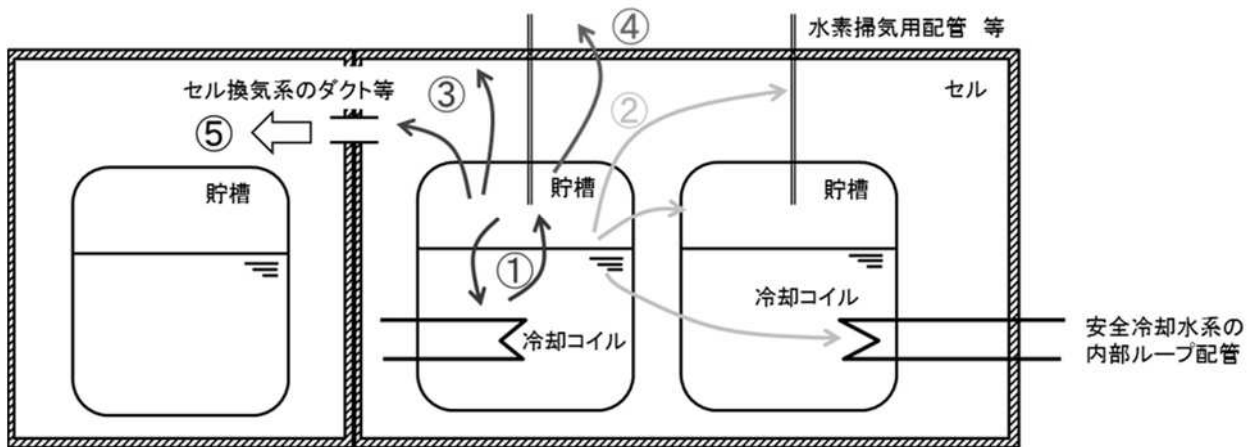 ④
水素掃気用配管 等
セル換気系のダクト等
③
②
セル
⑤
貯槽
貯槽
貯槽
①
冷却コイル
冷却コイル
安全冷却水系の
内部ループ配管